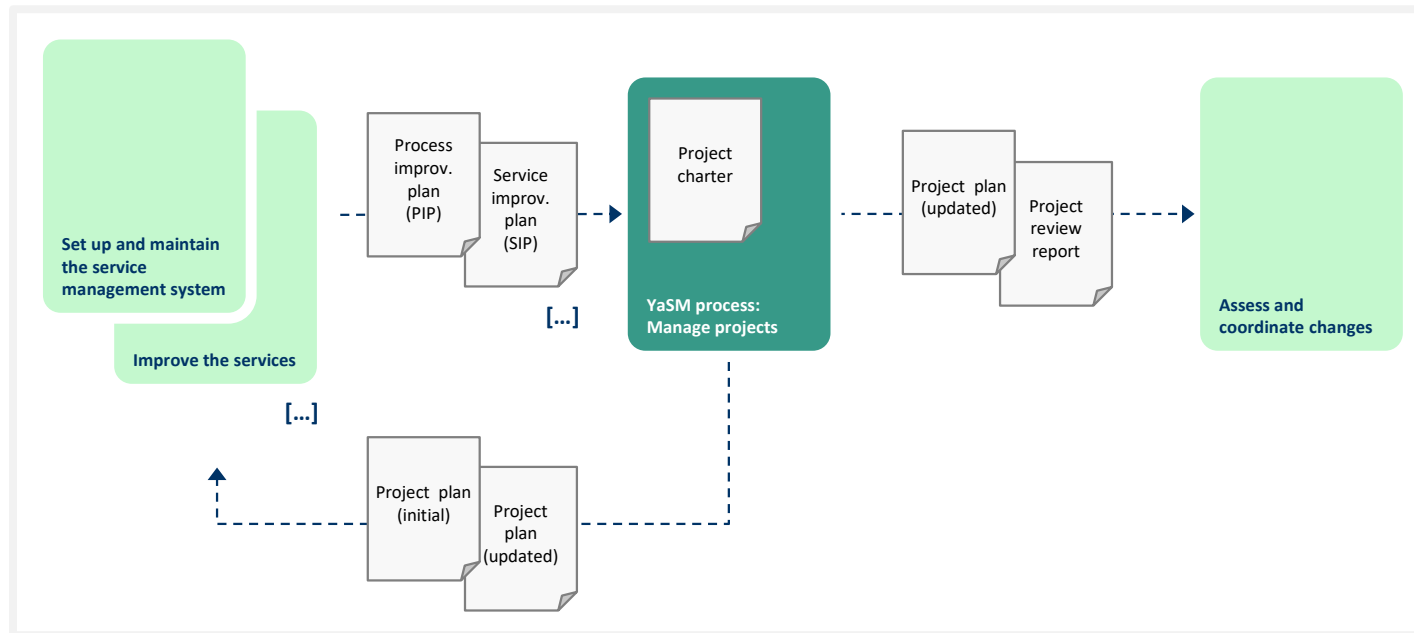 Set up and maintain
the service
management system
Improve the services
[...]
Process
improv.
plan
(PIP)
Service
improv.
plan
(SIP)
[...]
Project
charter
YaSM process:
Manage projects
Project plan
(updated)
Project
review
report
Assess and
coordinate changes
Project plan
(initial)
Project
plan
(updated)